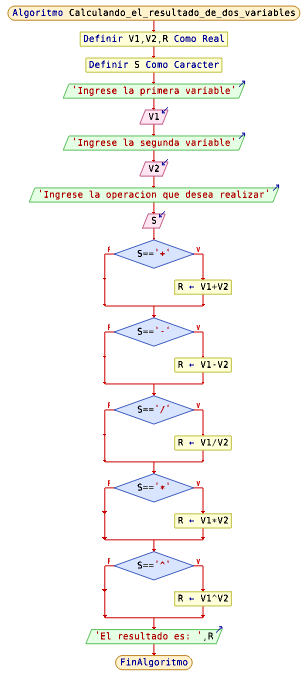 Algoritmo Calculando_el_resultado_de_dos_variables
Definir V1,V2,R Como Real
Definir S Como Caracter
'Ingrese la primera variable'
V1
'Ingrese la segunda variable'
V2
'Ingrese la operacion que desea realizar'
S
F S=='+' V
R ← V1+V2
F S=='-' V
R ← V1-V2
F S=='/' V
R ← V1/V2
F S=='*' V
R ← V1+V2
F S=='^' V
R ← V1^V2
'El resultado es: ',R
FinAlgoritmo